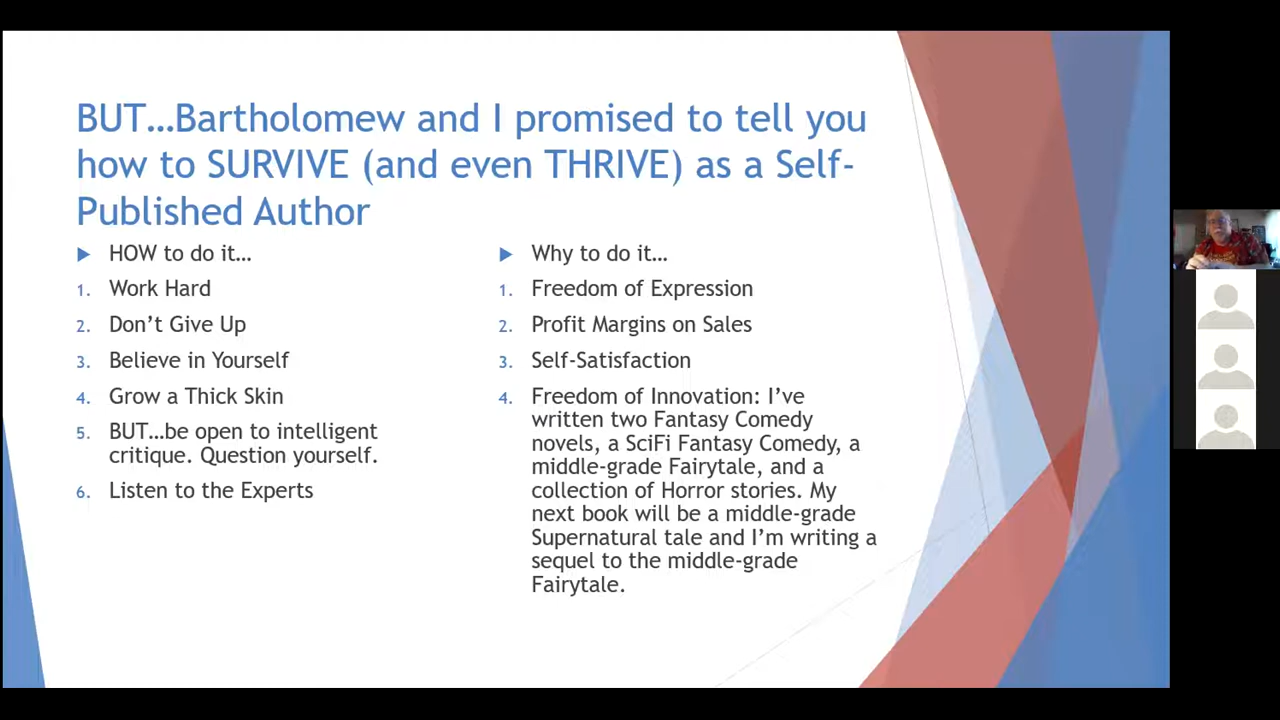 BUT…Bartholomew and I promised to tell you
how to SURVIVE (and even THRIVE) as a Self-
Published Author
HOW to do it…
1. Work Hard
2. Don’t Give Up
3. Believe in Yourself
4. Grow a Thick Skin
5. BUT…be open to intelligent
critique. Question yourself.
6. Listen to the Experts
Why to do it…
1. Freedom of Expression
2. Profit Margins on Sales
3. Self-Satisfaction
4. Freedom of Innovation: I’ve
written two Fantasy Comedy
novels, a SciFi Fantasy Comedy, a
middle-grade Fairytale, and a
collection of Horror stories. My
next book will be a middle-grade
Supernatural tale and I’m writing a
sequel to the middle-grade
Fairytale.